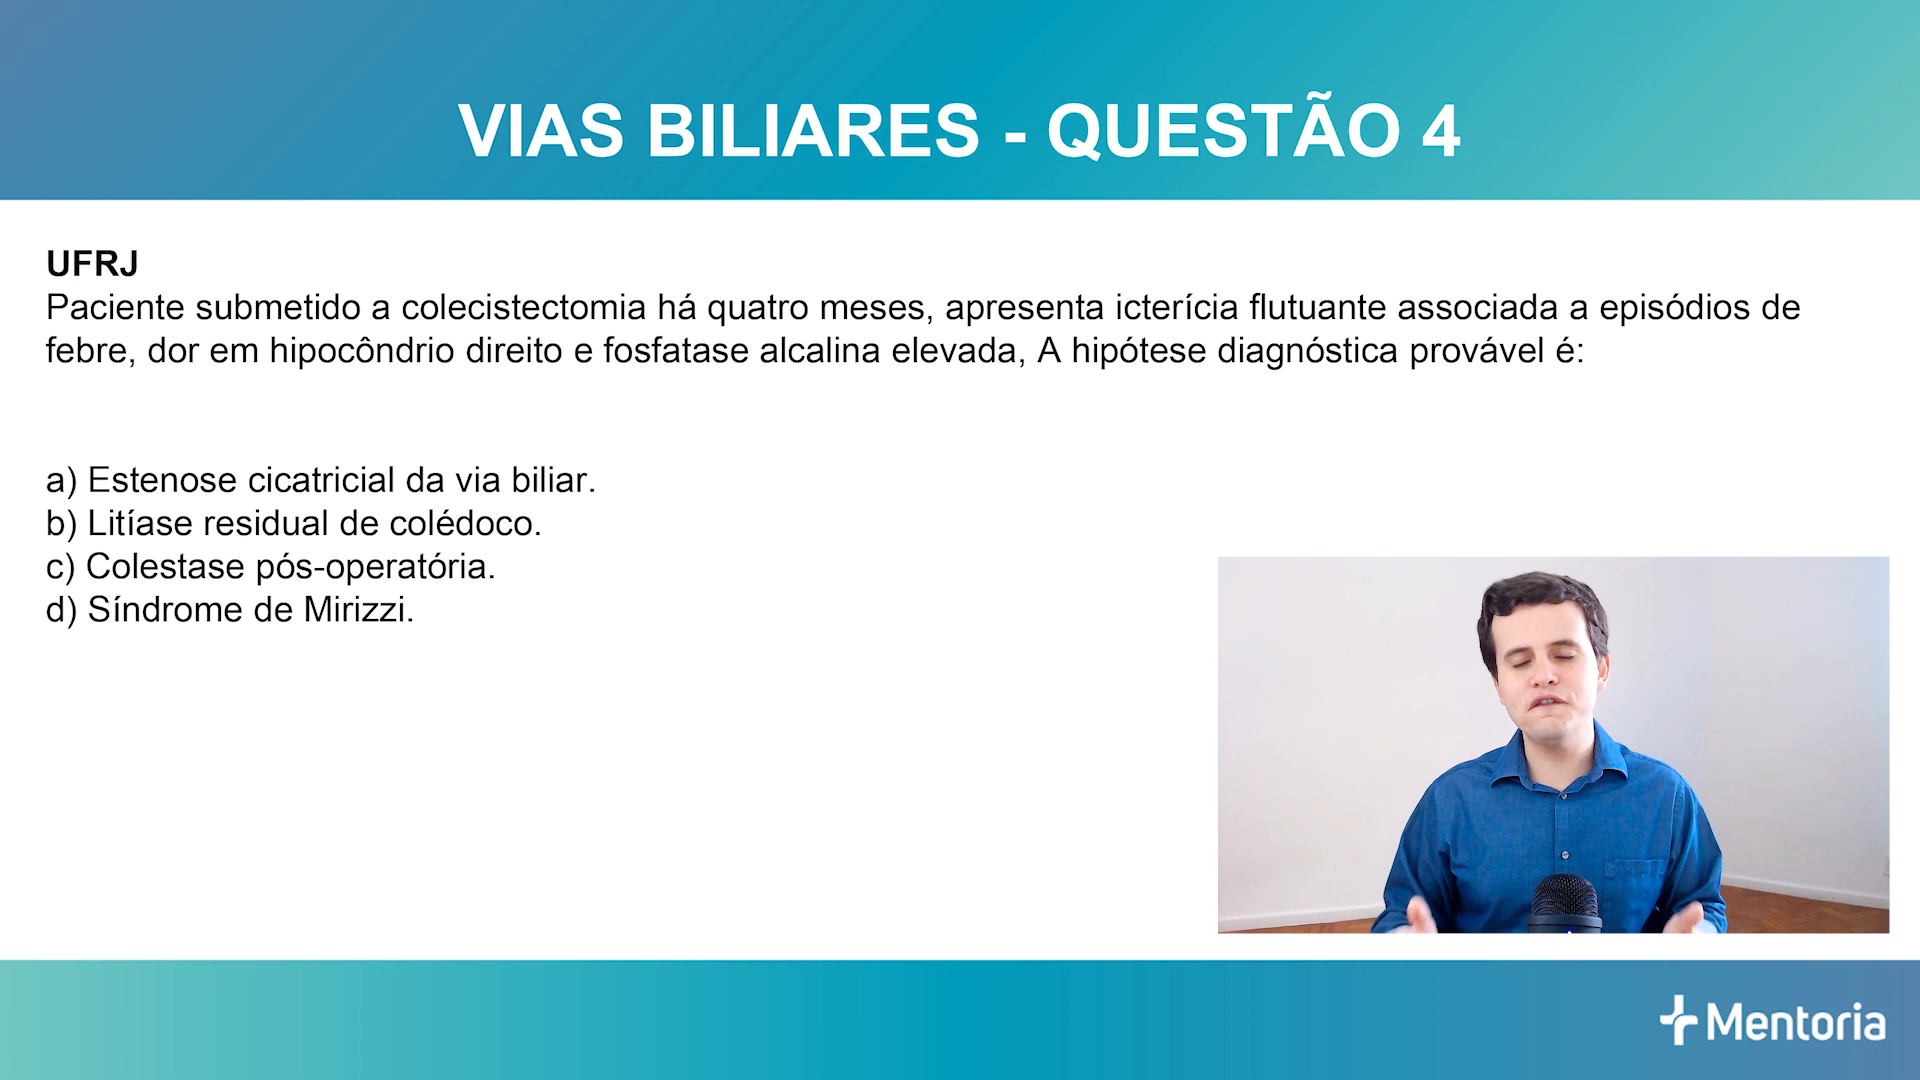 VIAS BILIARES - QUESTÃO 4
UFRJ
Paciente submetido a colecistectomia há quatro meses, apresenta icterícia flutuante associada a episódios de
febre, dor em hipocôndrio direito e fosfatase alcalina elevada, A hipótese diagnóstica provável é:
a) Estenose cicatricial da via biliar.
b) Litíase residual de colédoco.
c) Colestase pós-operatória.
d) Síndrome de Mirizzi.
Mentoria